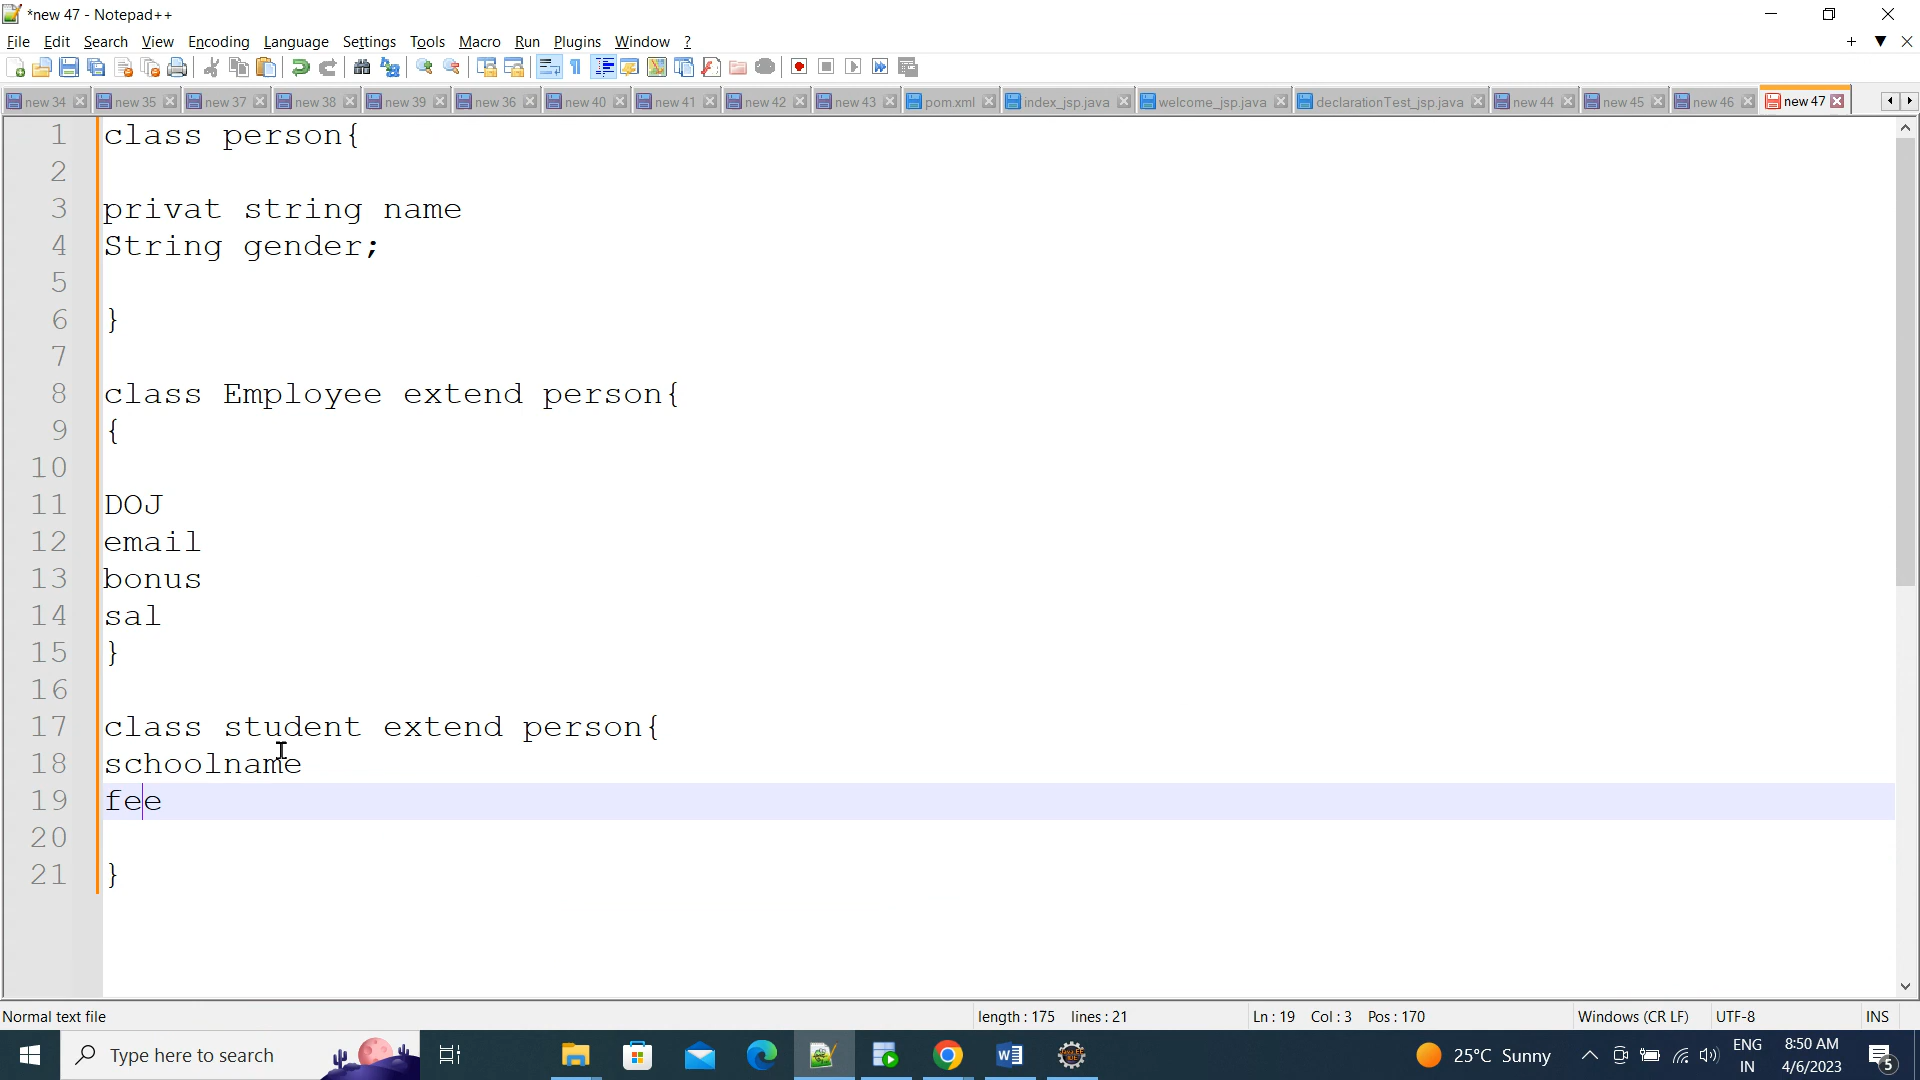 *new 47 - Notepad++
File Edit Search View Encoding Language Settings Tools Macro Run Plugins Window ?
new 34 new 35 new 37 new 38 new 39 new 36 new 40 new 41 new 42 new 43 pom.xml index_jsp.java welcome_jsp.java declarationTest_jsp.java new 44 new 45 new 46 new 47
1 class person{
2
3 privat string name
4 String gender;
5
6 }
7
8 class Employee extend person{
9 {
10
11 DOJ
12 email
13 bonus
14 sal
15 }
16
17 class student extend person{
18 schoolname
19 fee
20
21 }
Normal text file length : 175 lines : 21 Ln : 19 Col : 3 Pos : 170 Windows (CR LF) UTF-8 INS
Type here to search 25°C Sunny ENG IN 8:50 AM 4/6/2023 5